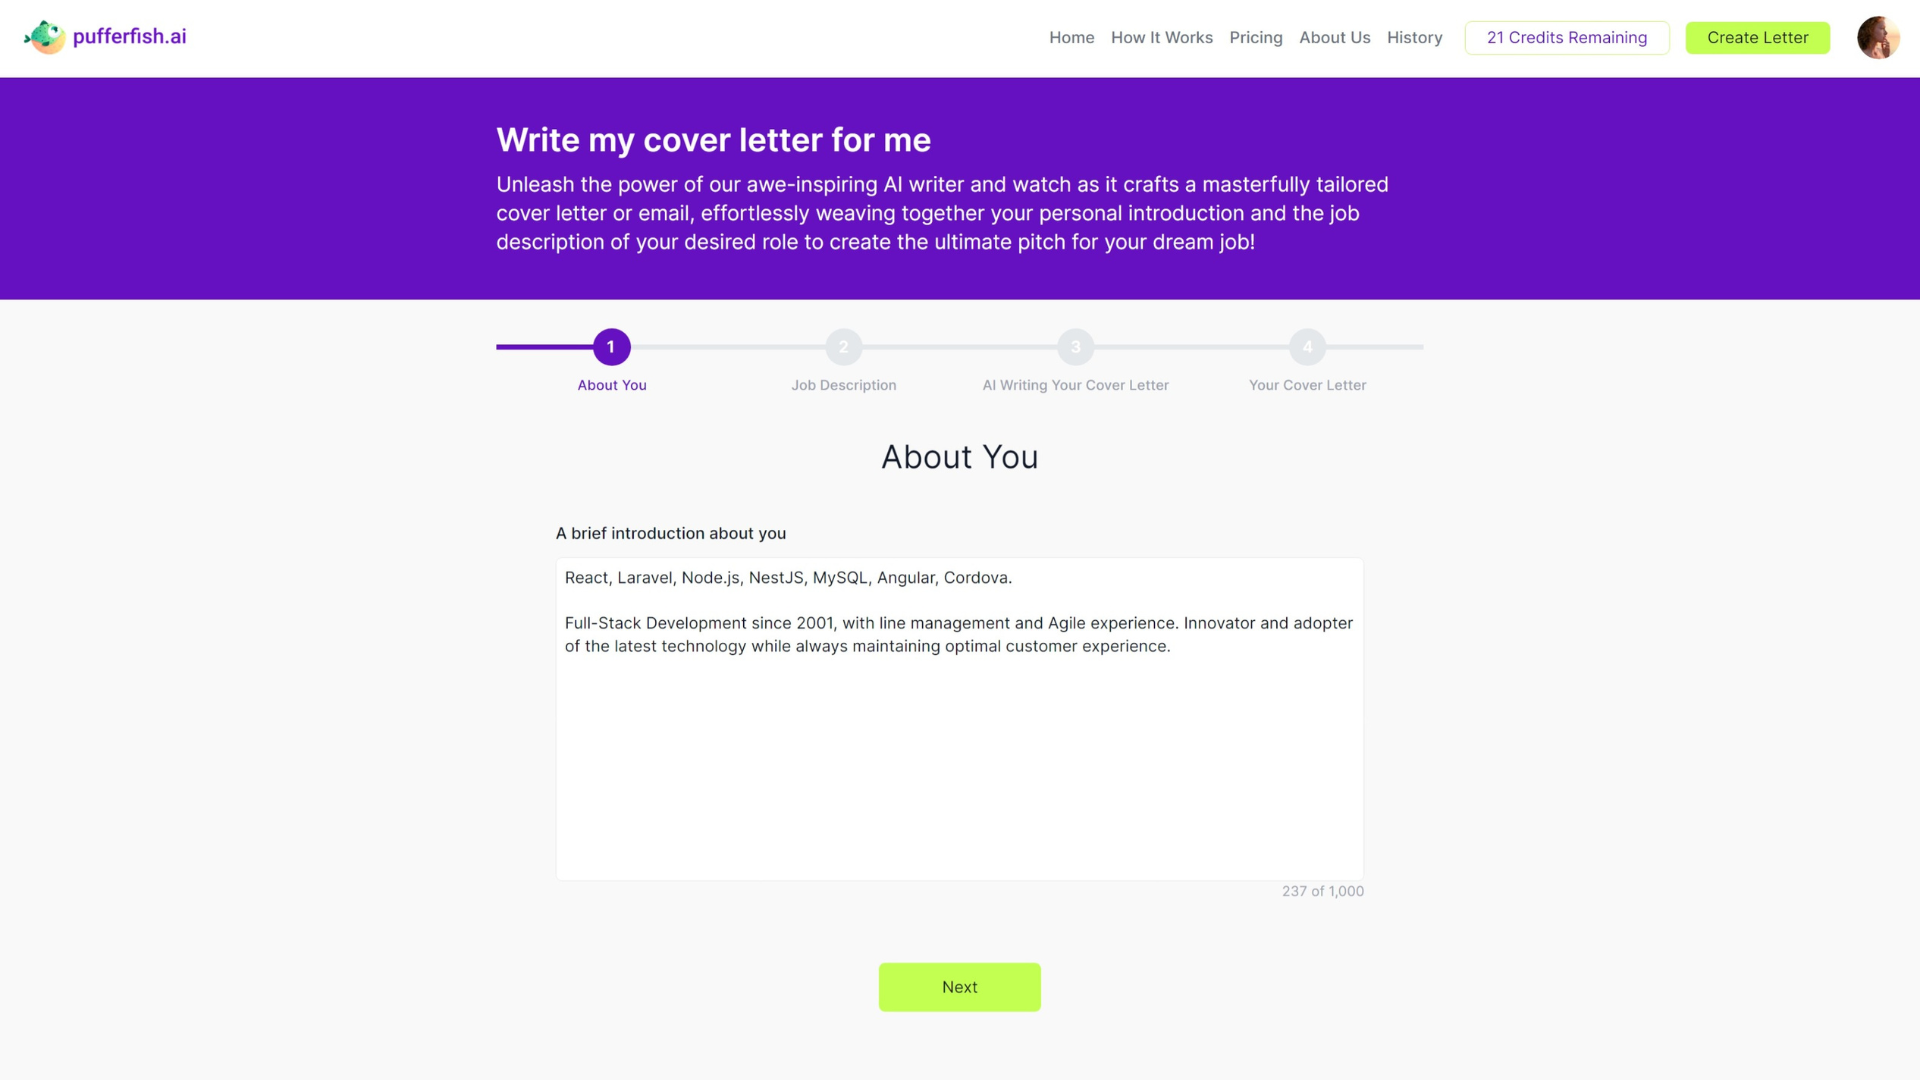 pufferfish.ai
Home How It Works Pricing About Us History 21 Credits Remaining Create Letter
Write my cover letter for me
Unleash the power of our awe-inspiring AI writer and watch as it crafts a masterfully tailored
cover letter or email, effortlessly weaving together your personal introduction and the job
description of your desired role to create the ultimate pitch for your dream job!
1 2 3 4
About You Job Description AI Writing Your Cover Letter Your Cover Letter
About You
A brief introduction about you
React, Laravel, Node.js, NestJS, MySQL, Angular, Cordova.
Full-Stack Development since 2001, with line management and Agile experience. Innovator and adopter
of the latest technology while always maintaining optimal customer experience.
237 of 1,000
Next